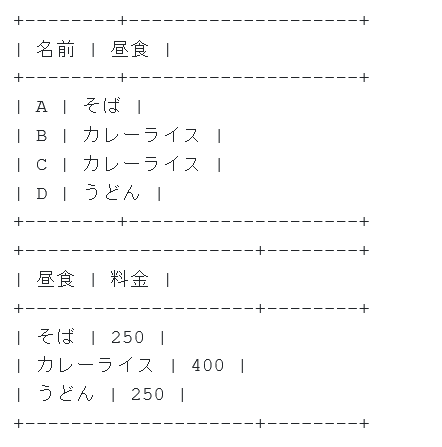 +--------+--------------------+
| 名前 | 昼食 |
+--------+--------------------+
| A | そば |
| B | カレーライス |
| C | カレーライス |
| D | うどん |
+--------+--------------------+
+--------------------+--------+
| 昼食 | 料金 |
+--------------------+--------+
| そば | 250 |
| カレーライス | 400 |
| うどん | 250 |
+--------------------+--------+